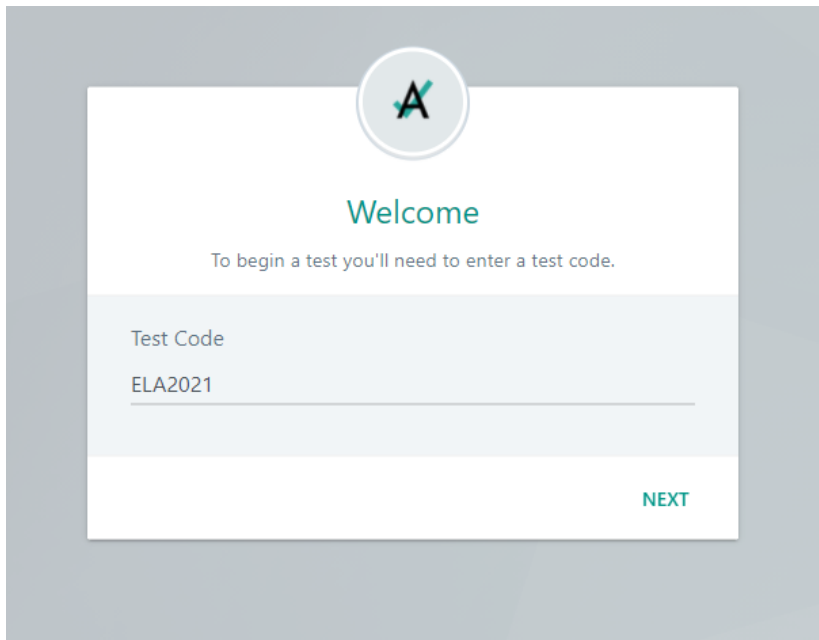 Welcome
To begin a test you'll need to enter a test code.
Test Code
ELA2021
NEXT